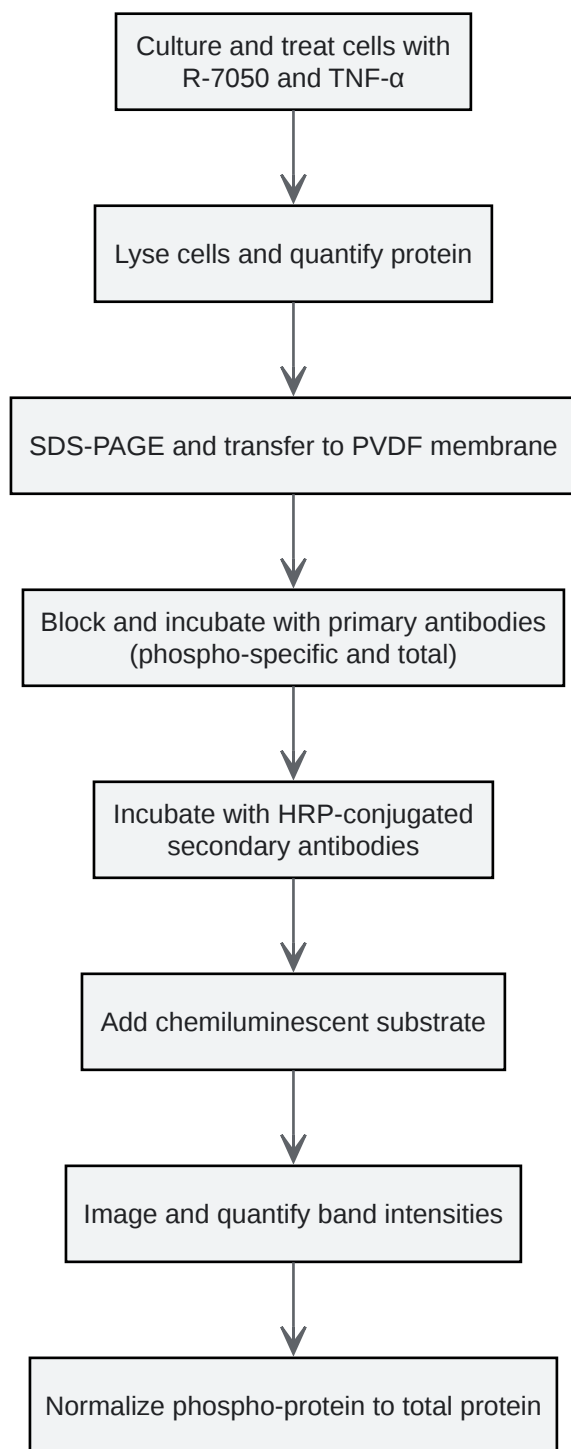 Culture and treat cells with
R-7050 and TNF-α
Lyse cells and quantify protein
SDS-PAGE and transfer to PVDF membrane
Block and incubate with primary antibodies
(phospho-specific and total)
Incubate with HRP-conjugated
secondary antibodies
Add chemiluminescent substrate
Image and quantify band intensities
Normalize phospho-protein to total protein